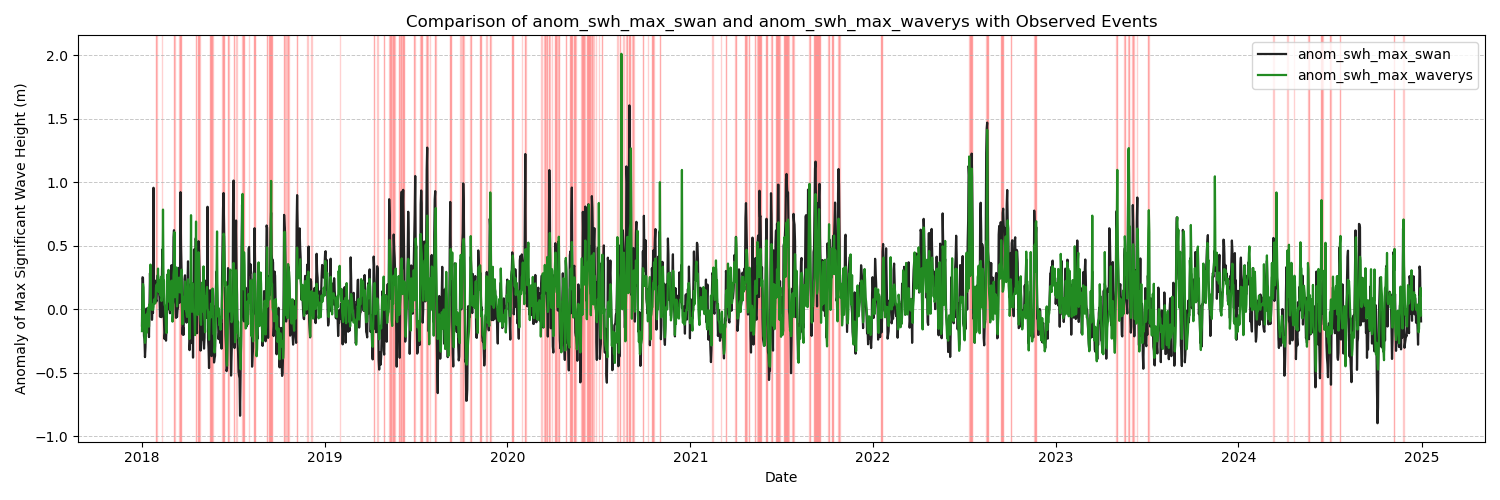 Comparison of anom_swh_max_swan and anom_swh_max_waverys with Observed Events
Anomaly of Max Significant Wave Height (m)
2.0
1.5
1.0
0.5
0.0
−0.5
−1.0
anom_swh_max_swan
anom_swh_max_waverys
2018 2019 2020 2021 2022 2023 2024 2025
Date